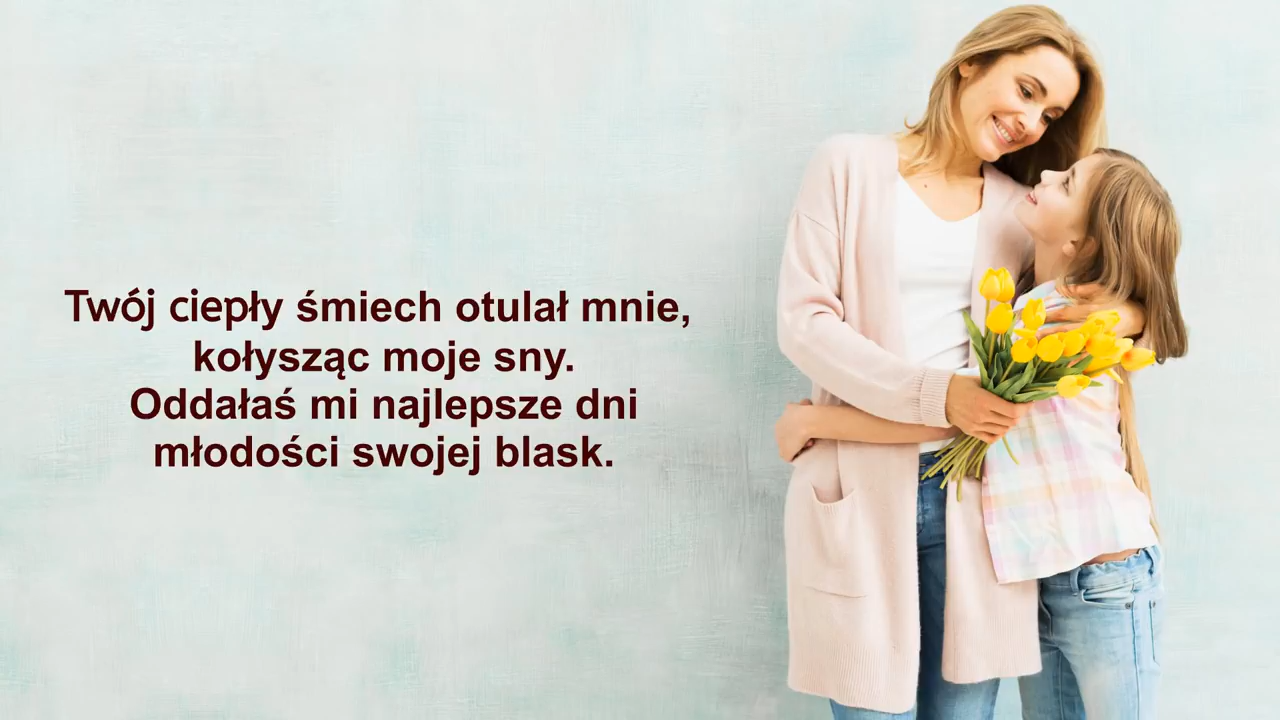 Twój ciepły śmiech otulał mnie,
kołysząc moje sny.
Oddałaś mi najlepsze dni
młodości swojej blask.